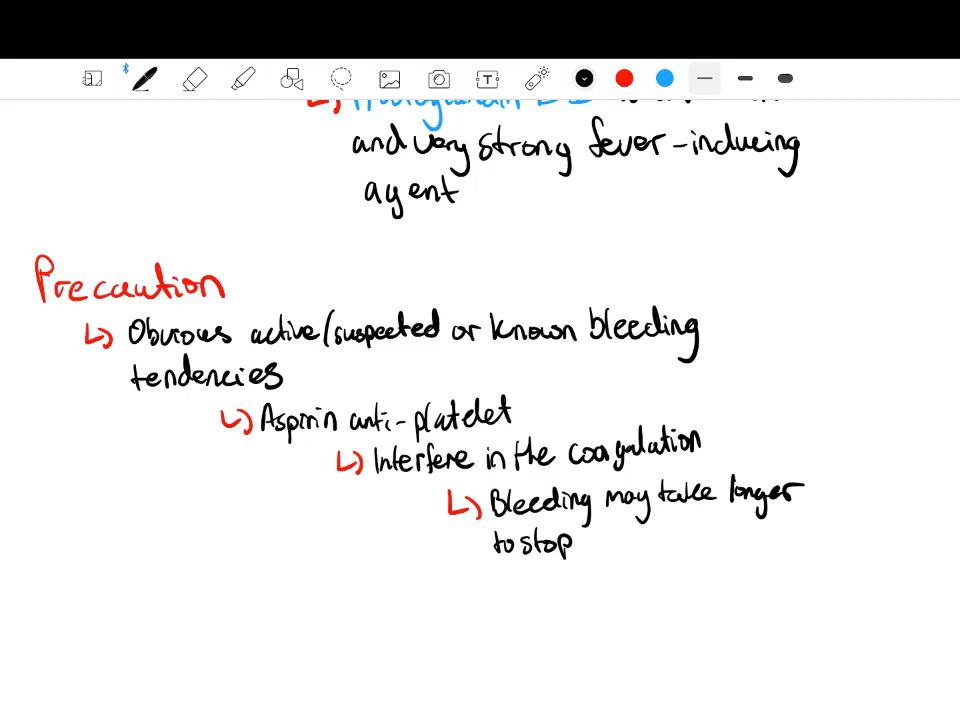 and very strong fever-inducing
agent
Precaution
↳ Obvious active/suspected or known bleeding
tendencies
↳ Aspirin anti-platelet
↳ Interfere in the coagulation
↳ Bleeding may take longer
to stop